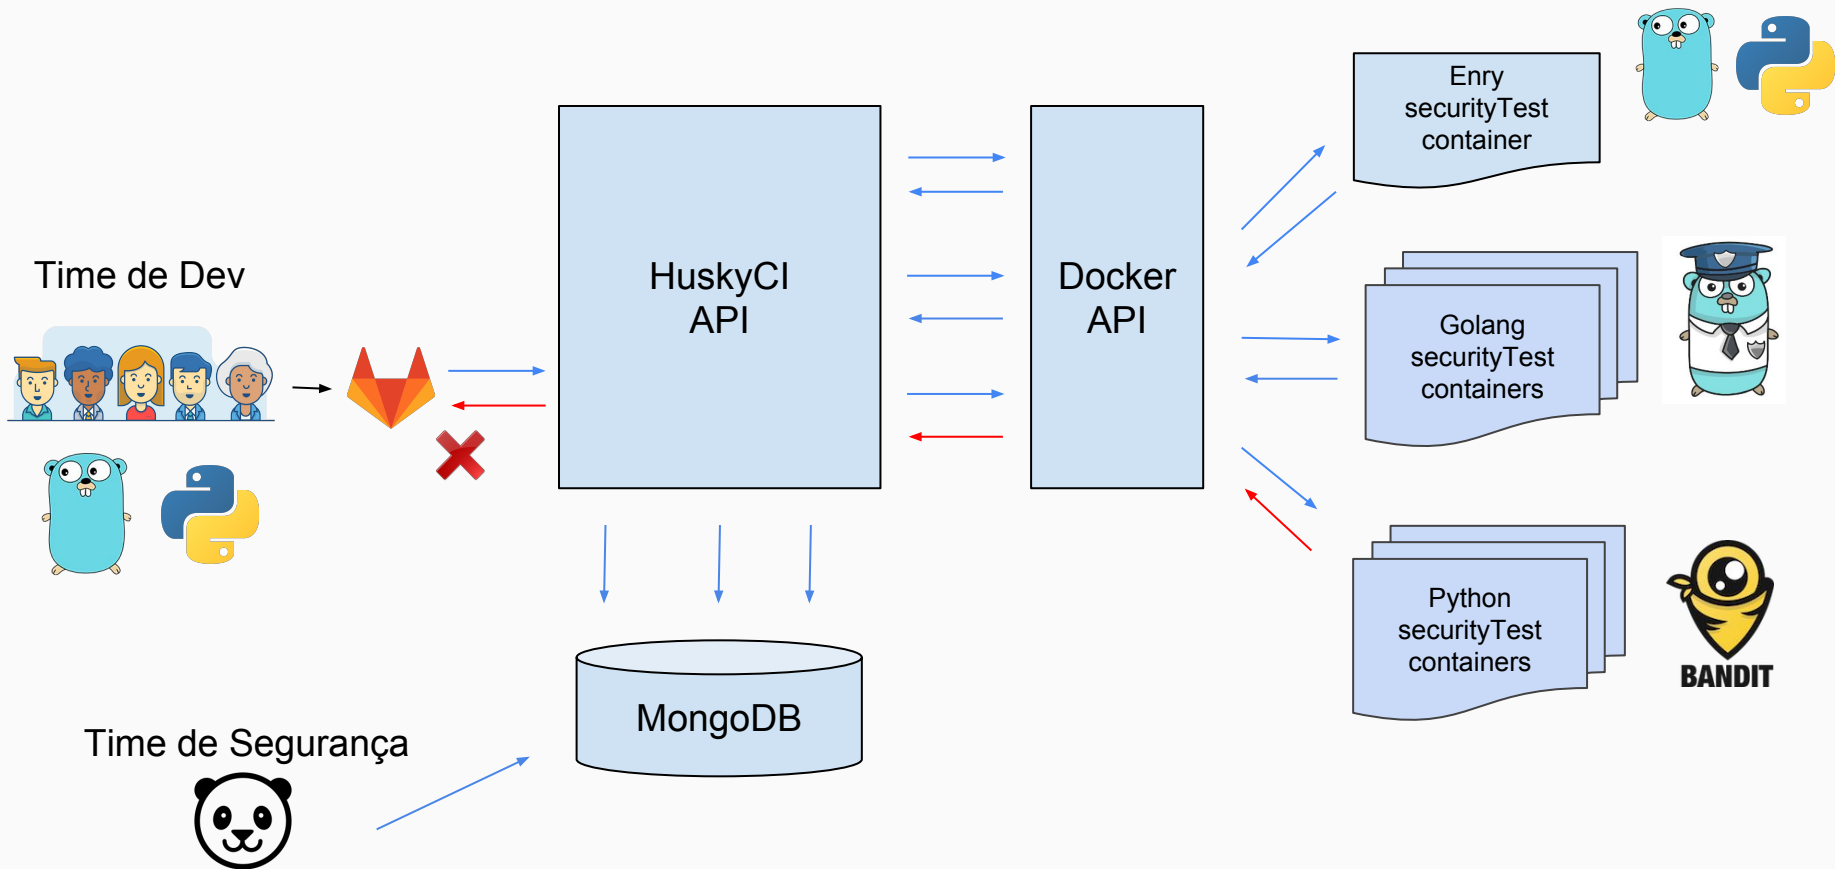 Time de Dev
HuskyCI
API
Docker
API
Enry
securityTest
container
Golang
securityTest
containers
Python
securityTest
containers
BANDIT
MongoDB
Time de Segurança